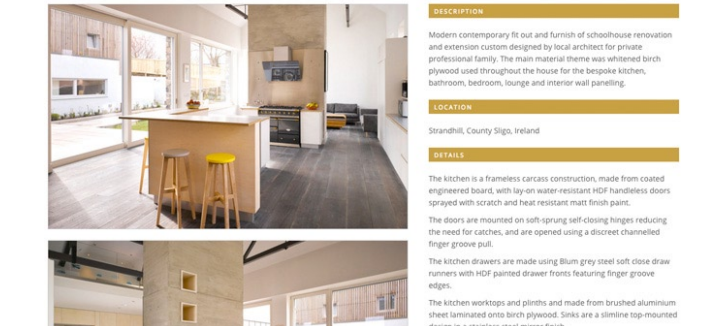 DESCRIPTION
Modern contemporary fit out and furnish of schoolhouse renovation
and extension custom designed by local architect for private
professional family. The main material theme was whitened birch
plywood used throughout the house for the bespoke kitchen,
bathroom, bedroom, lounge and interior wall panelling.
LOCATION
Strandhill, County Sligo, Ireland
DETAILS
The kitchen is a frameless carcass construction, made from coated
engineered board, with lay-on water-resistant HDF handleless doors
sprayed with scratch and heat resistant matt finish paint.
The doors are mounted on soft-sprung self-closing hinges reducing
the need for catches, and are opened using a discreet channelled
finger groove pull.
The kitchen drawers are made using Blum grey steel soft close draw
runners with HDF painted drawer fronts featuring finger groove
edges.
The kitchen worktops and plinths and made from brushed aluminium
sheet laminated onto birch plywood. Sinks are a slimline top-mounted
design in a stainless steel mirror finish